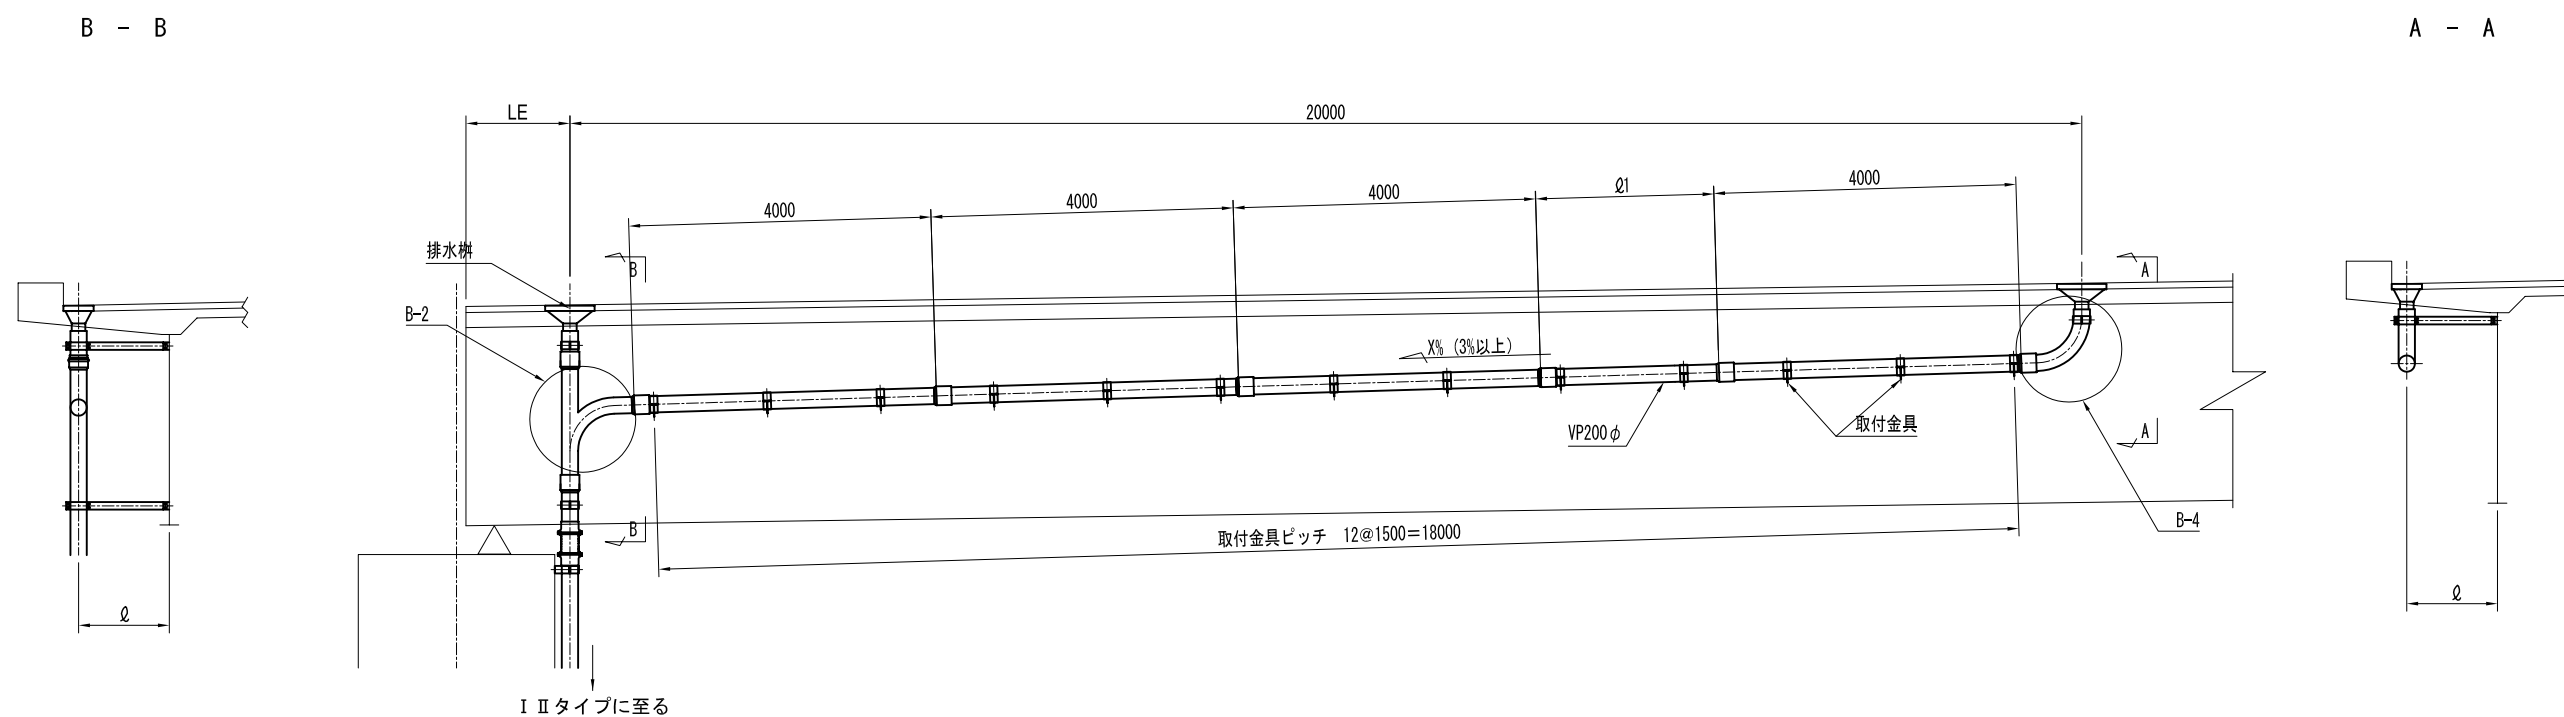 B - B
A - A
LE
20000
4000
4000
4000
ℓ1
4000
排水桝
B
A
B-2
X% (3%以上)
VP200φ
取付金具
A
B
B-4
取付金具ピッチ 12@1500=18000
ℓ
ℓ
Ⅰ Ⅱタイプに至る